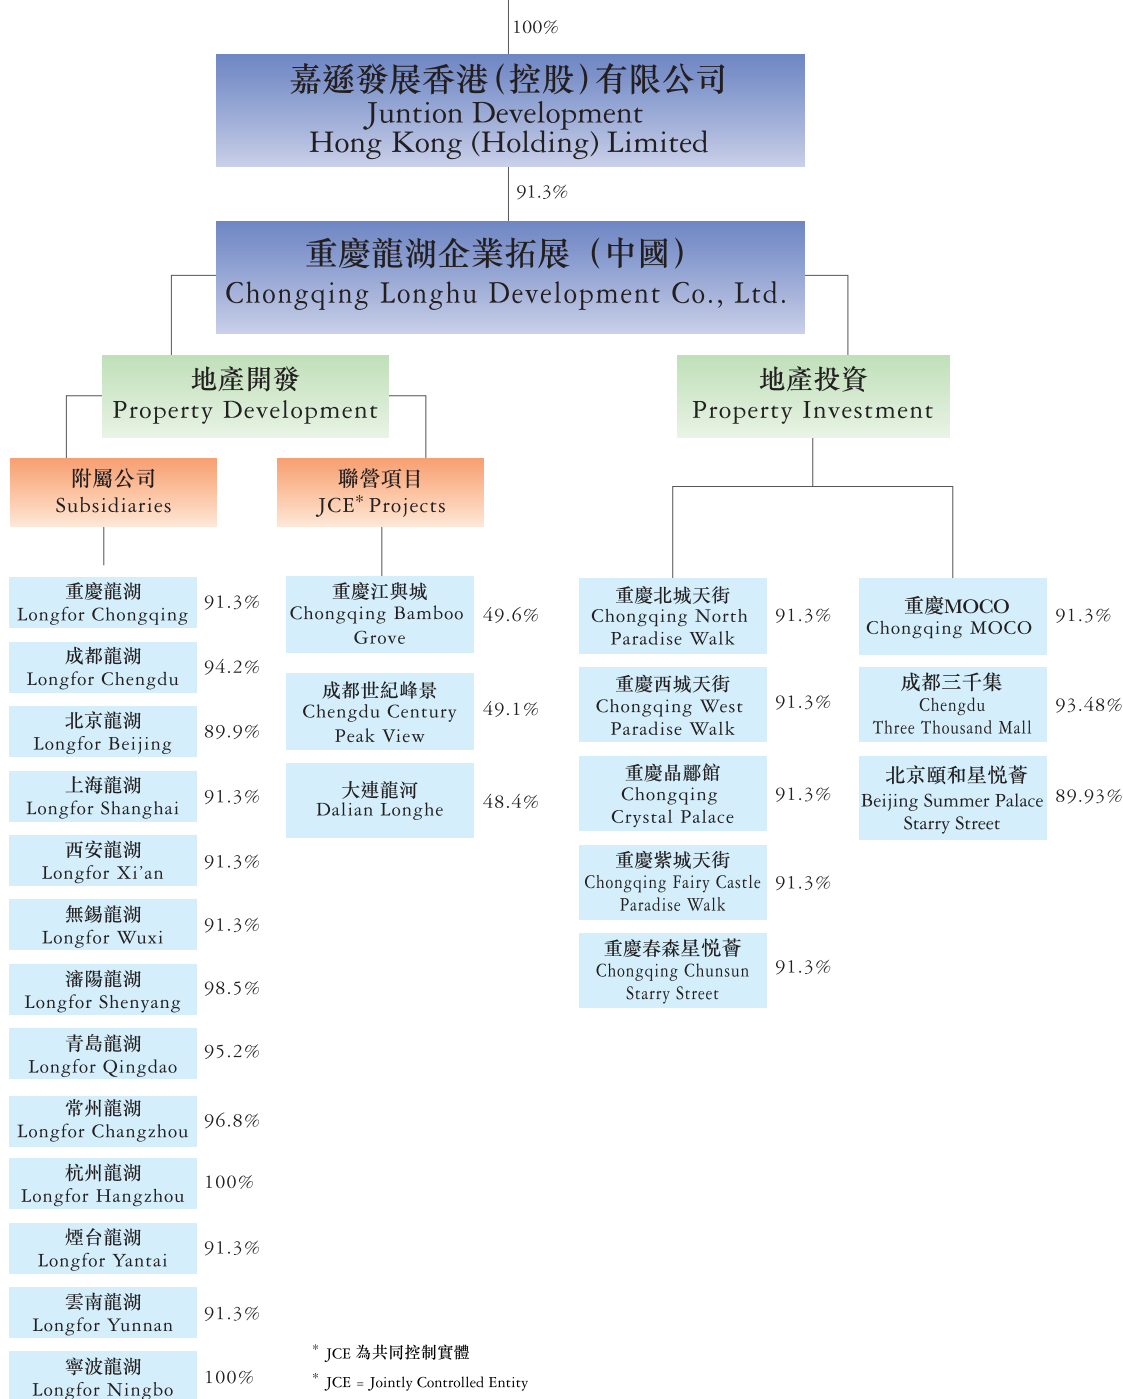 100%
嘉遜發展香港(控股)有限公司
Juntion Development
Hong Kong (Holding) Limited
91.3%
重慶龍湖企業拓展（中國）
Chongqing Longhu Development Co., Ltd.
地產開發
Property Development
附屬公司
Subsidiaries
重慶龍湖
Longfor Chongqing
91.3%
成都龍湖
Longfor Chengdu
94.2%
北京龍湖
Longfor Beijing
89.9%
上海龍湖
Longfor Shanghai
91.3%
西安龍湖
Longfor Xi’an
91.3%
無錫龍湖
Longfor Wuxi
91.3%
瀋陽龍湖
Longfor Shenyang
98.5%
青島龍湖
Longfor Qingdao
95.2%
常州龍湖
Longfor Changzhou
96.8%
杭州龍湖
Longfor Hangzhou
100%
煙台龍湖
Longfor Yantai
91.3%
雲南龍湖
Longfor Yunnan
91.3%
寧波龍湖
Longfor Ningbo
100%
聯營項目
JCE* Projects
重慶江與城
Chongqing Bamboo
Grove
49.6%
成都世紀峰景
Chengdu Century
Peak View
49.1%
大連龍河
Dalian Longhe
48.4%
地產投資
Property Investment
重慶北城天街
Chongqing North
Paradise Walk
91.3%
重慶西城天街
Chongqing West
Paradise Walk
91.3%
重慶晶酈館
Chongqing
Crystal Palace
91.3%
重慶紫城天街
Chongqing Fairy Castle
Paradise Walk
91.3%
重慶春森星悅薈
Chongqing Chunsun
Starry Street
91.3%
重慶MOCO
Chongqing MOCO
91.3%
成都三千集
Chengdu
Three Thousand Mall
93.48%
北京頤和星悅薈
Beijing Summer Palace
Starry Street
89.93%
* JCE 為共同控制實體
* JCE = Jointly Controlled Entity